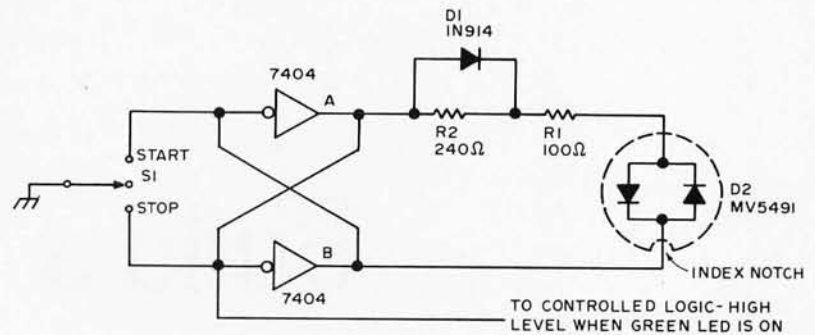 D1
1N914
7404
A
R2
240Ω
R1
100Ω
START
S1
STOP
D2
MV5491
B
INDEX NOTCH
7404
TO CONTROLLED LOGIC-HIGH
LEVEL WHEN GREEN LED IS ON